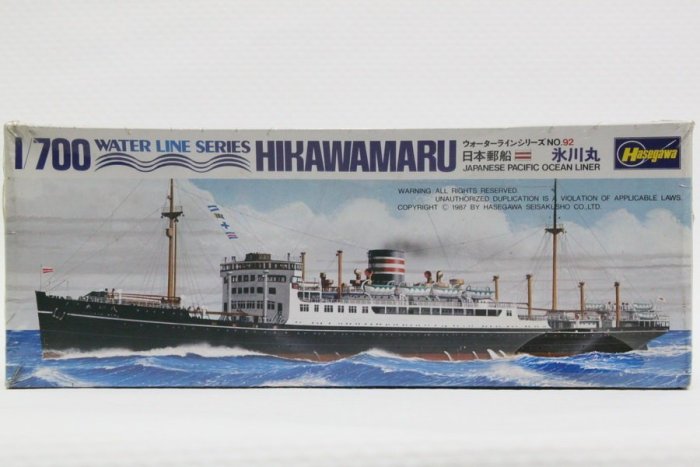 1/700 WATER LINE SERIES HIKAWAMARU
ウォーターラインシリーズ NO.92
日本郵船 氷川丸
JAPANESE PACIFIC OCEAN LINER
Hasegawa
WARNING ALL RIGHTS RESERVED.
UNAUTHORIZED DUPLICATION IS A VIOLATION OF APPLICABLE LAWS.
COPYRIGHT © 1987 BY HASEGAWA SEISAKUSHO CO.,LTD.